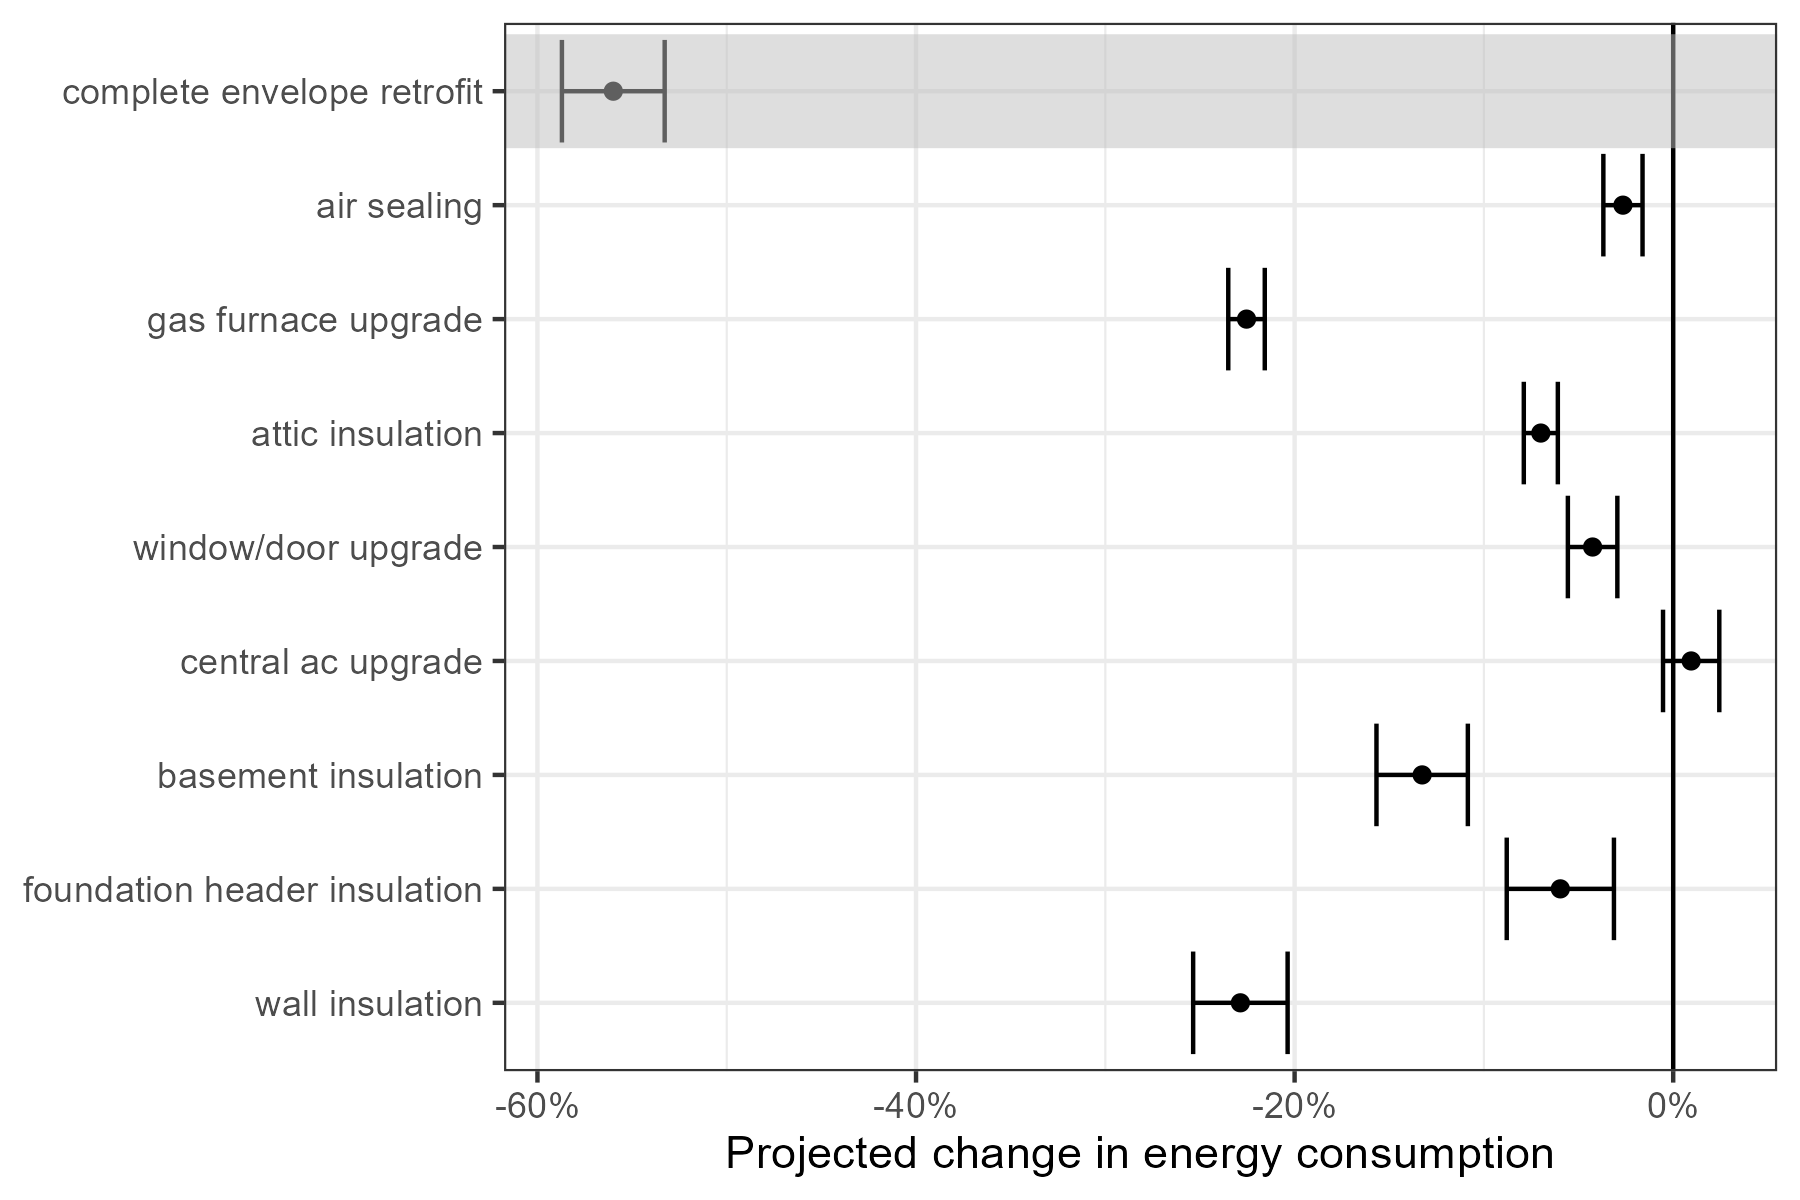 complete envelope retrofit
air sealing
gas furnace upgrade
attic insulation
window/door upgrade
central ac upgrade
basement insulation
foundation header insulation
wall insulation
-60% -40% -20% 0%
Projected change in energy consumption